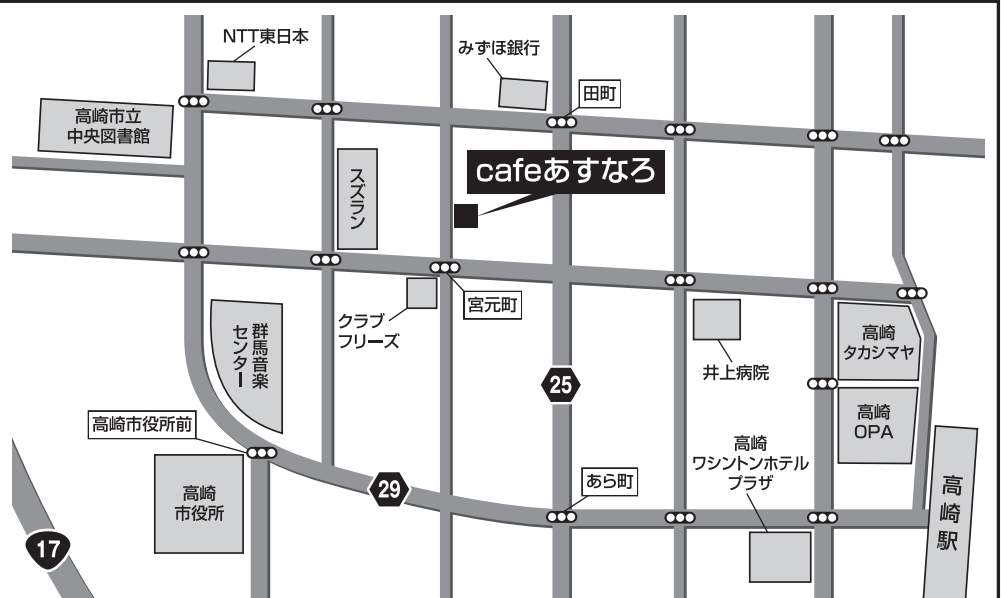 NTT東日本
みずほ銀行
田町
高崎市立
中央図書館
cafeあすなろ
スズラン
宮元町
クラブ
フリーズ
群馬音楽
センター
井上病院
高崎
タカシマヤ
25
高崎
OPA
高崎市役所前
高崎
ワシントンホテル
プラザ
あら町
29
高崎
市役所
高崎駅
17